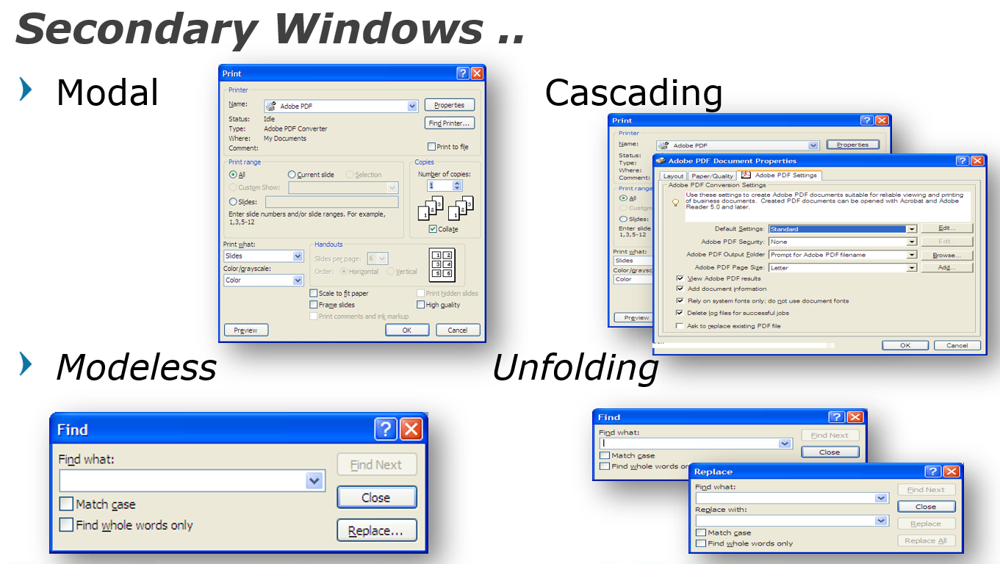 Secondary Windows ..
Modal
Print
Printer
Name: Adobe PDF Properties
Status: Idle
Find Printer...
Type: Adobe PDF Converter
Where: My Documents
Comment:
Print to file
Print range
All Current slide Selection
Custom Show:
Slides:
Enter slide numbers and/or slide ranges. For example,
1,3,5-12
Copies
Number of copies:
1
1 2 3 1 2 3
Collate
Print what:
Slides
Color/grayscale:
Color
Handouts
Slides per page: 6
Order: Horizontal Vertical
1 2
3 4
5 6
Scale to fit paper Print hidden slides
Frame slides High quality
Print comments and ink markup
Preview OK Cancel
Cascading
Print
Printer
Name: Adobe PDF Properties
Status:
Type:
Where:
Comment:
Print range
All
Custom
Slides:
Enter slide
1,3,5-12
Print what:
Slides
Color/graysc
Color
Preview
Adobe PDF Document Properties
Layout Paper/Quality Adobe PDF Settings
Adobe PDF Conversion Settings
Use these settings to create Adobe PDF documents suitable for reliable viewing and printing
of business documents. Created PDF documents can be opened with Acrobat and Adobe
Reader 5.0 and later.
Default Settings: Standard Edit...
Adobe PDF Security: None Edit...
Adobe PDF Output Folder: Prompt for Adobe PDF filename Browse...
Adobe PDF Page Size: Letter Add...
View Adobe PDF results
Add document information
Rely on system fonts only; do not use document fonts
Delete log files for successful jobs
Ask to replace existing PDF file
OK Cancel
Modeless
Find
Find what:
Find Next
Match case
Close
Find whole words only
Replace...
Unfolding
Find
Find what:
Find Next
Match case
Close
Find whole words on
Replace
Find what:
Find Next
Close
Replace with:
Replace
Match case
Replace All
Find whole words only